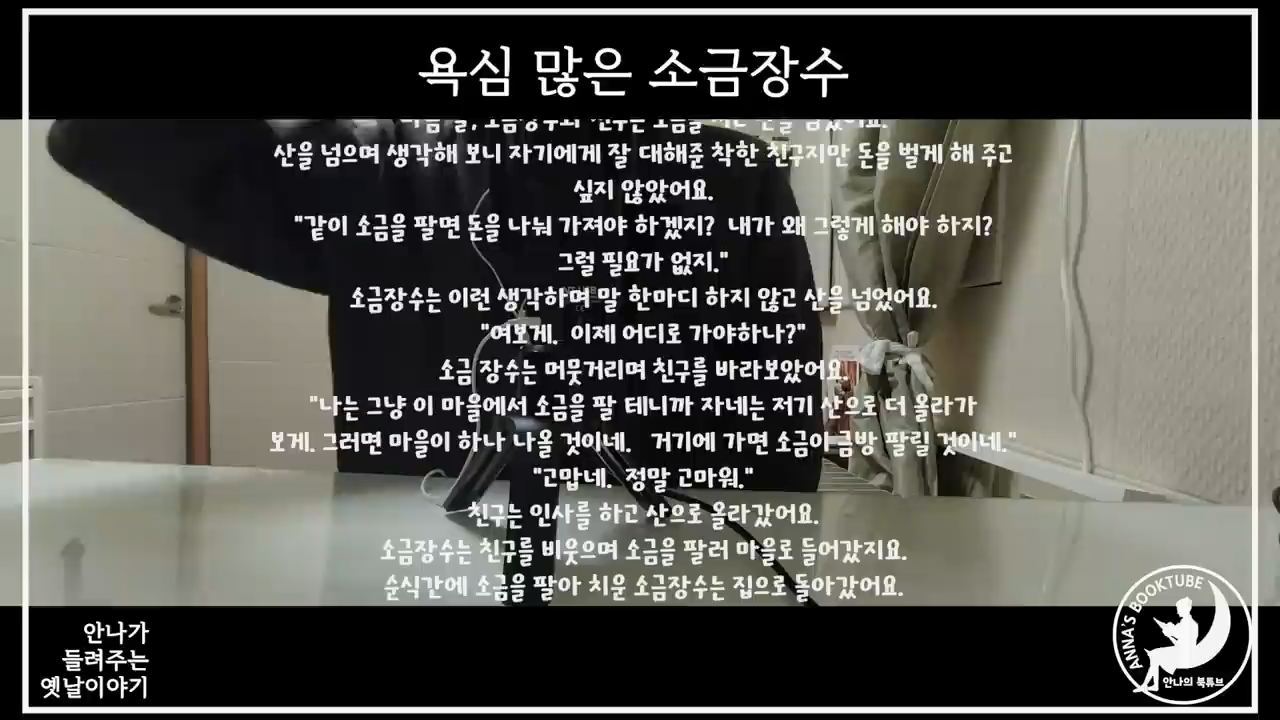 욕심 많은 소금장수
산을 넘으며 생각해 보니 자기에게 잘 대해준 착한 친구지만 돈을 벌게 해 주고
싶지 않았어요.
"같이 소금을 팔면 돈을 나눠 가져야 하겠지? 내가 왜 그렇게 해야 하지?
그럴 필요가 없지."
소금장수는 이런 생각하며 말 한마디 하지 않고 산을 넘었어요.
"여보게. 이제 어디로 가야하나?"
소금 장수는 머뭇거리며 친구를 바라보았어요.
"나는 그냥 이 마을에서 소금을 팔 테니까 자네는 저기 산으로 더 올라가
보게. 그러면 마을이 하나 나올 것이네. 거기에 가면 소금이 금방 팔릴 것이네."
"고맙네. 정말 고마워."
친구는 인사를 하고 산으로 올라갔어요.
소금장수는 친구를 비웃으며 소금을 팔러 마을로 들어갔지요.
순식간에 소금을 팔아 치운 소금장수는 집으로 돌아갔어요.
안나가
들려주는
옛날이야기
ANNA'S BOOKTUBE
안나의 북튜브